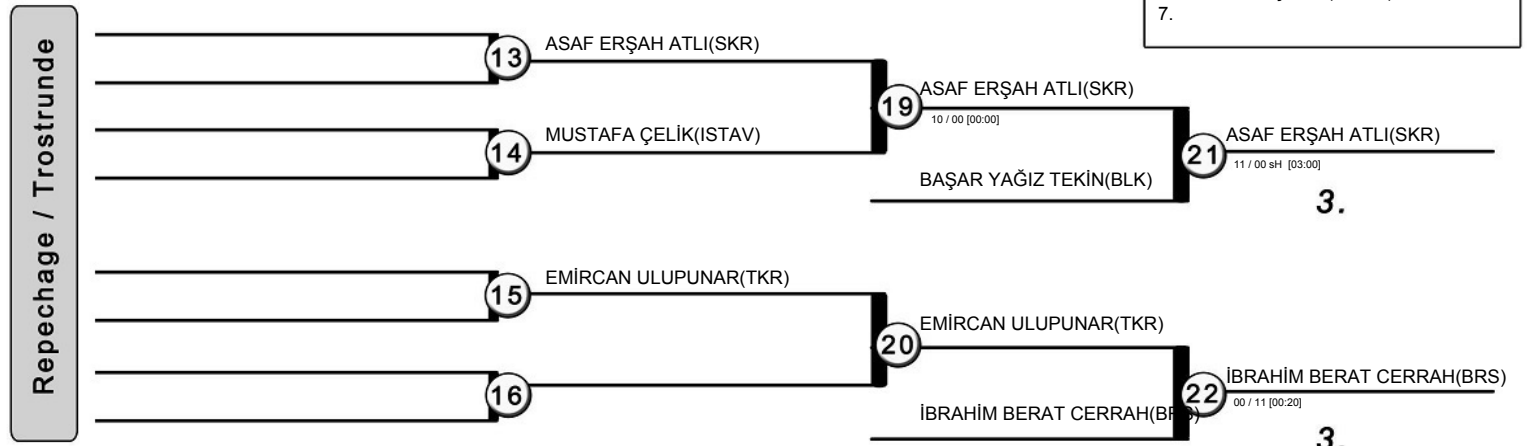 7.
Repechage / Trostrunde
13
ASAF ERŞAH ATLI(SKR)
14
MUSTAFA ÇELİK(ISTAV)
19
ASAF ERŞAH ATLI(SKR)
10 / 00 [00:00]
BAŞAR YAĞIZ TEKİN(BLK)
21
ASAF ERŞAH ATLI(SKR)
11 / 00 sH [03:00]
3.
15
EMİRCAN ULUPUNAR(TKR)
16
20
EMİRCAN ULUPUNAR(TKR)
İBRAHİM BERAT CERRAH(BRS)
22
İBRAHİM BERAT CERRAH(BRS)
00 / 11 [00:20]
3.